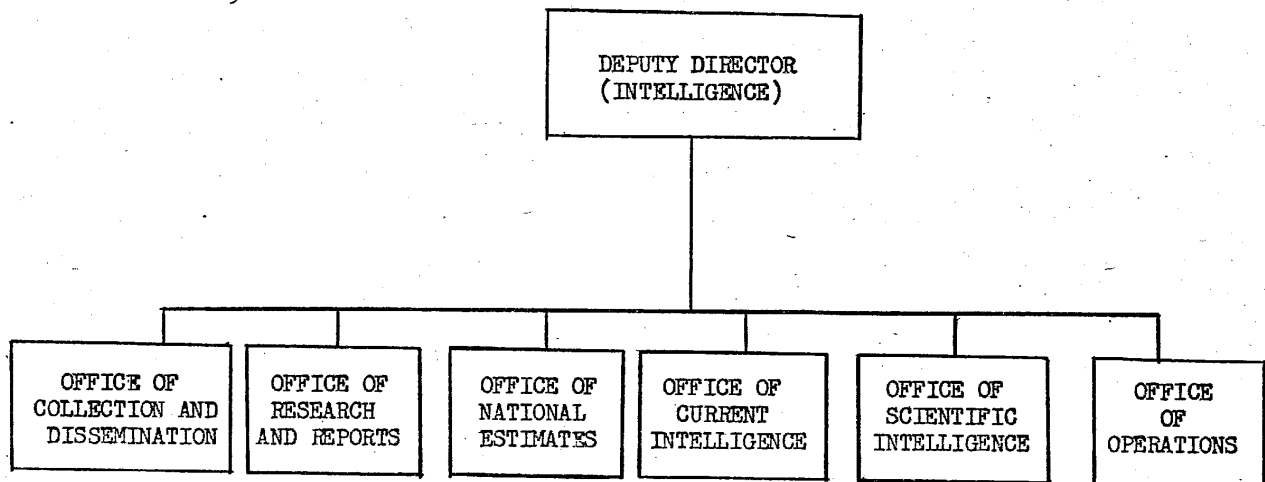 DEPUTY DIRECTOR
(INTELLIGENCE)
OFFICE OF
COLLECTION AND
DISSEMINATION
OFFICE OF
RESEARCH
AND REPORTS
OFFICE OF
NATIONAL
ESTIMATES
OFFICE OF
CURRENT
INTELLIGENCE
OFFICE OF
SCIENTIFIC
INTELLIGENCE
OFFICE
OF
OPERATIONS